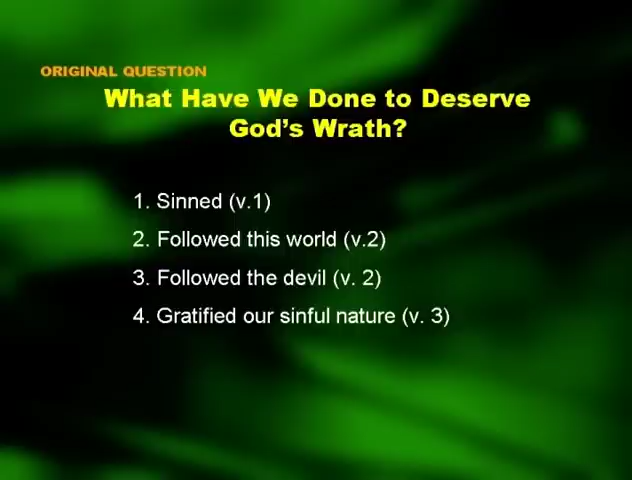 ORIGINAL QUESTION
What Have We Done to Deserve
God's Wrath?
1. Sinned (v.1)
2. Followed this world (v.2)
3. Followed the devil (v. 2)
4. Gratified our sinful nature (v. 3)